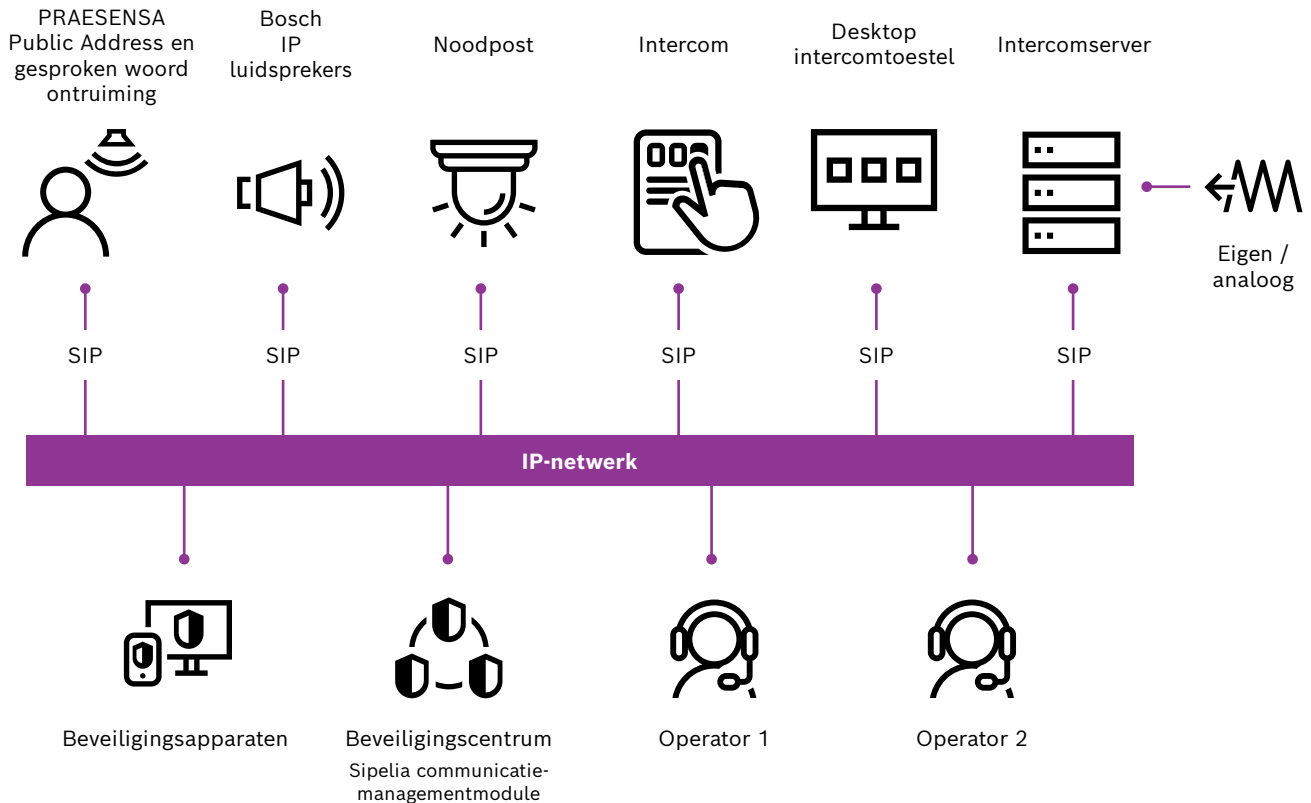 PRAESENSA
Public Address en
gesproken woord
ontruiming
Bosch
IP
luidsprekers
Noodpost
Intercom
Desktop
intercomtoestel
Intercomserver
Eigen /
analoog
SIP
SIP
SIP
SIP
SIP
SIP
IP-netwerk
Beveiligingsapparaten
Beveiligingscentrum
Sipelia communicatie-
managementmodule
Operator 1
Operator 2